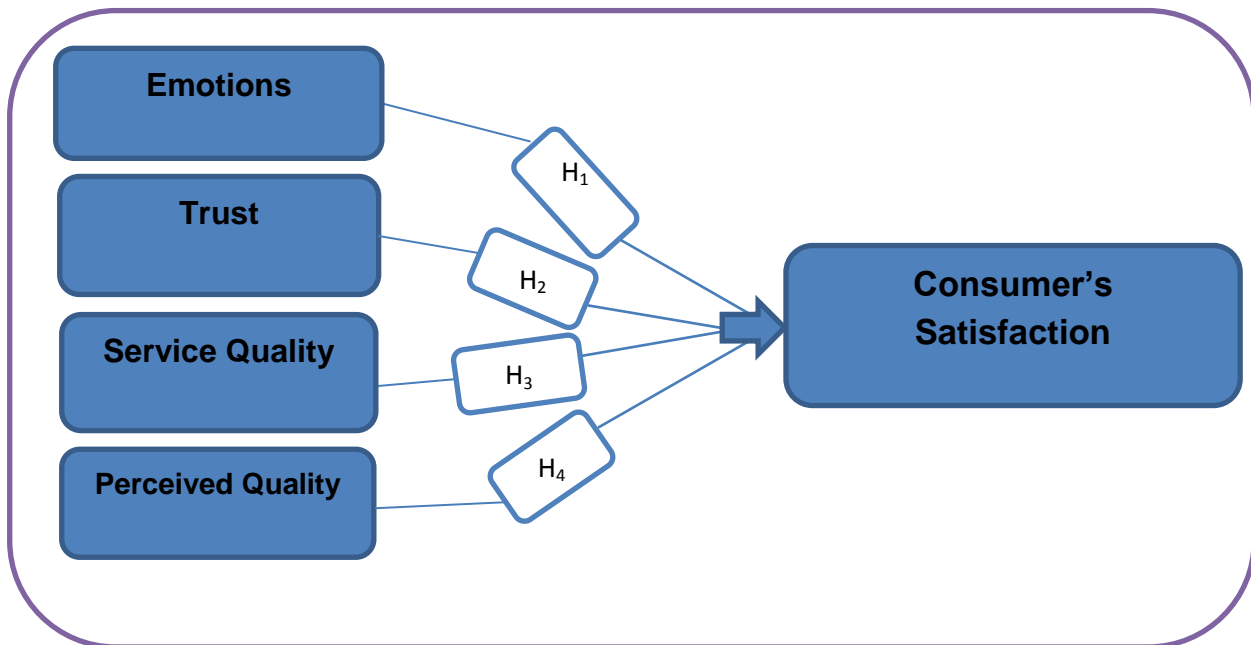 Emotions
H₁
Trust
H₂
Consumer’s
Satisfaction
Service Quality
H₃
Perceived Quality
H₄